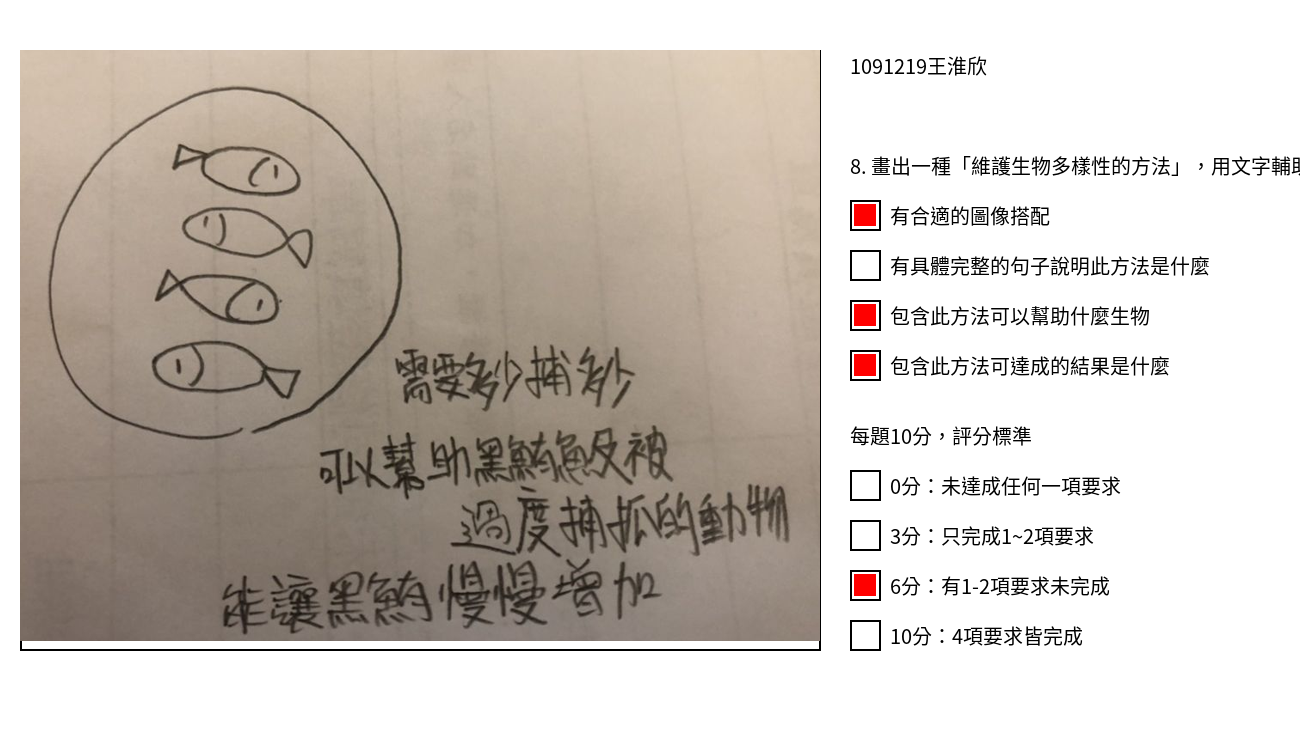 需要多少捕多少
可以幫助黑鮪魚及被
過度捕抓的動物
能讓黑鮪慢慢增加
1091219王淮欣
8. 畫出一種「維護生物多樣性的方法」，用文字輔助
有合適的圖像搭配
有具體完整的句子說明此方法是什麼
包含此方法可以幫助什麼生物
包含此方法可達成的結果是什麼
每題10分，評分標準
0分：未達成任何一項要求
3分：只完成1~2項要求
6分：有1-2項要求未完成
10分：4項要求皆完成